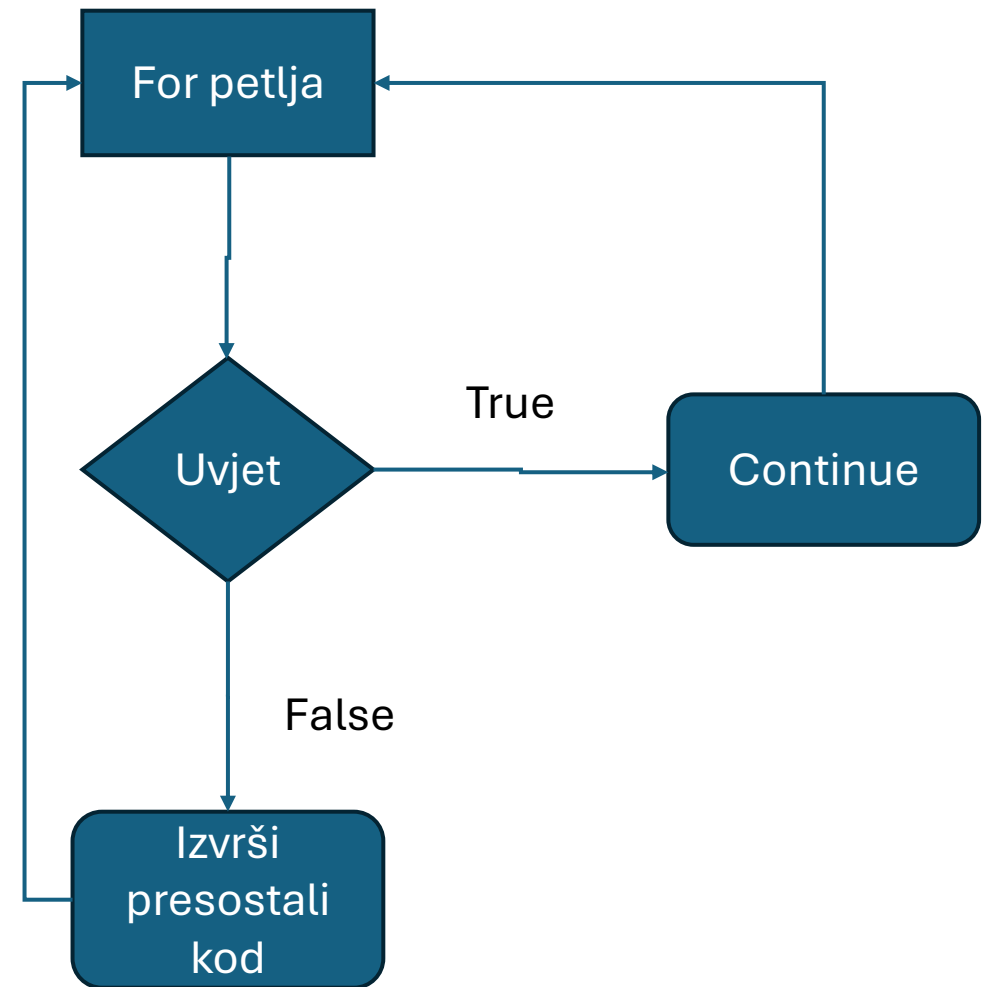 For petlja
True
Uvjet
Continue
False
Izvrši
presostali
kod